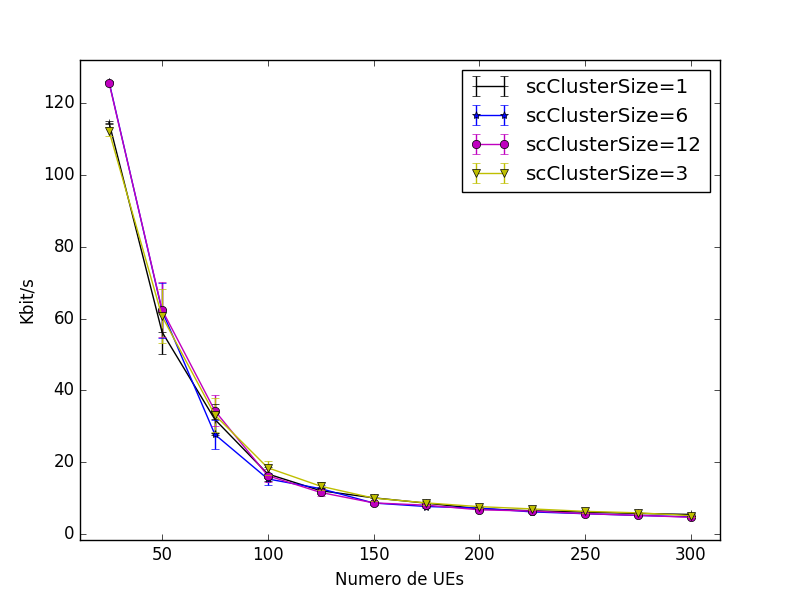 scClusterSize=1
scClusterSize=6
scClusterSize=12
scClusterSize=3
120
100
80
60
40
20
0
Kbit/s
50 100 150 200 250 300
Numero de UEs